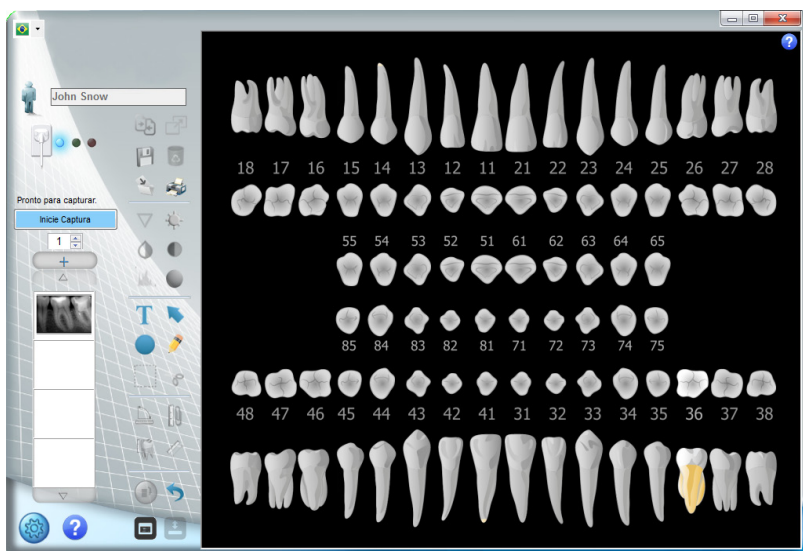 ?
John Snow
18 17 16 15 14 13 12 11 21 22 23 24 25 26 27 28
Pronto para capturar.
Inicie Captura
1
+
55 54 53 52 51 61 62 63 64 65
T
85 84 83 82 81 71 72 73 74 75
48 47 46 45 44 43 42 41 31 32 33 34 35 36 37 38
?